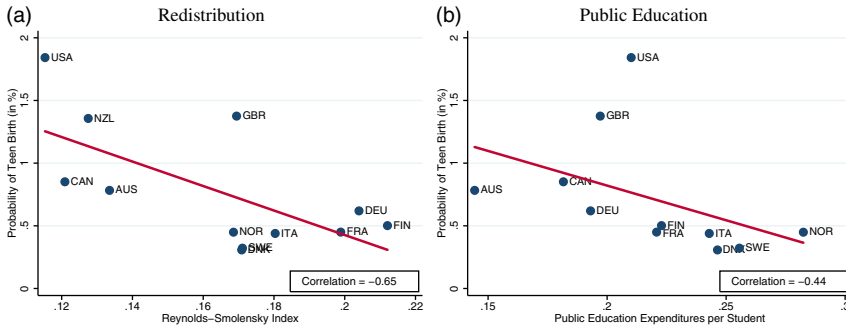 (a) Redistribution
Probability of Teen Birth (in %)
2
1.5
1
.5
0
USA
NZL
GBR
CAN
AUS
DEU
FIN
NOR
ITA
FRA
SWE
DNK
Correlation = −0.65
.12 .14 .16 .18 .2 .22
Reynolds−Smolensky Index
(b) Public Education
Probability of Teen Birth (in %)
2
1.5
1
.5
0
USA
GBR
CAN
AUS
DEU
FIN
FRA
ITA
NOR
SWE
DNK
Correlation = −0.44
.15 .2 .25 .3
Public Education Expenditures per Student